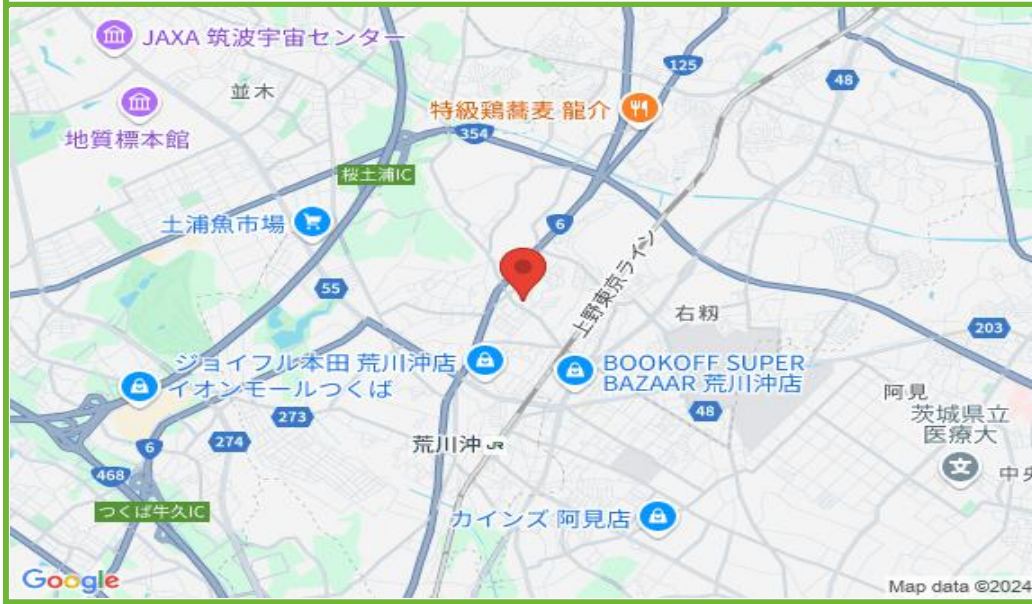 JAXA 筑波宇宙センター
並木
125
48
特級鶏蕎麦 龍介
地質標本館
354
桜土浦IC
土浦魚市場
6
上野東京ライン
55
右籾
203
ジョイフル本田 荒川沖店
イオンモールつくば
BOOKOFF SUPER
BAZAAR 荒川沖店
阿見
茨城県立
医療大
273
48
274
6
荒川沖 JR
468
中央
つくば牛久IC
カインズ 阿見店
Google
Map data ©2024